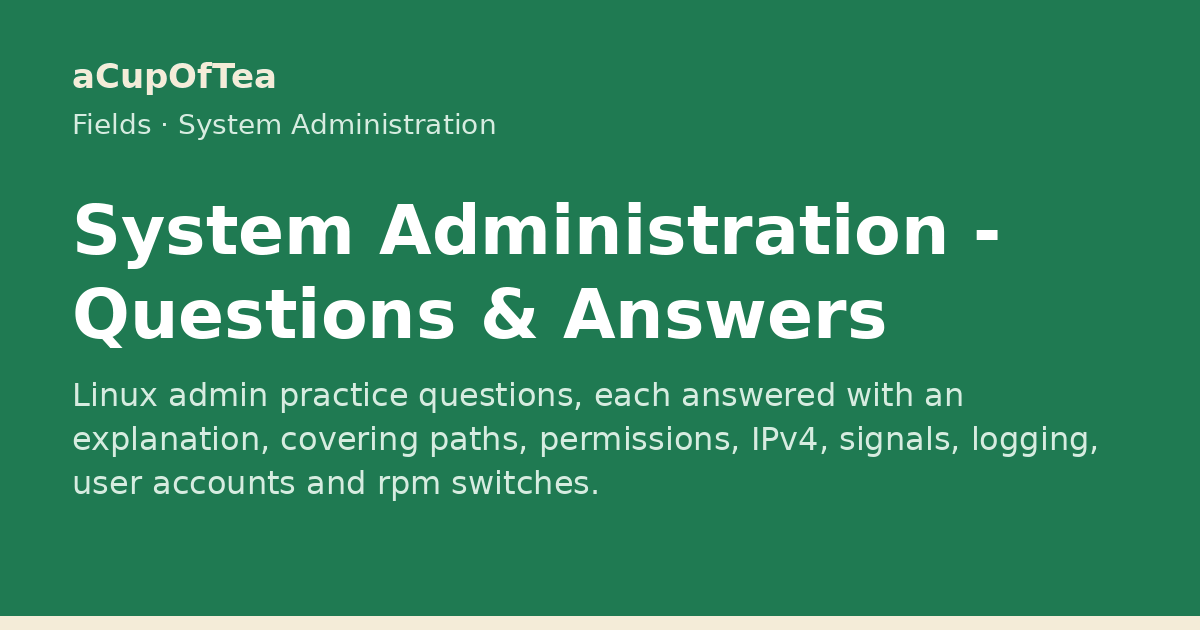 aCupOfTea
Fields · System Administration
System Administration -
Questions & Answers
Linux admin practice questions, each answered with an
explanation, covering paths, permissions, IPv4, signals, logging,
user accounts and rpm switches.